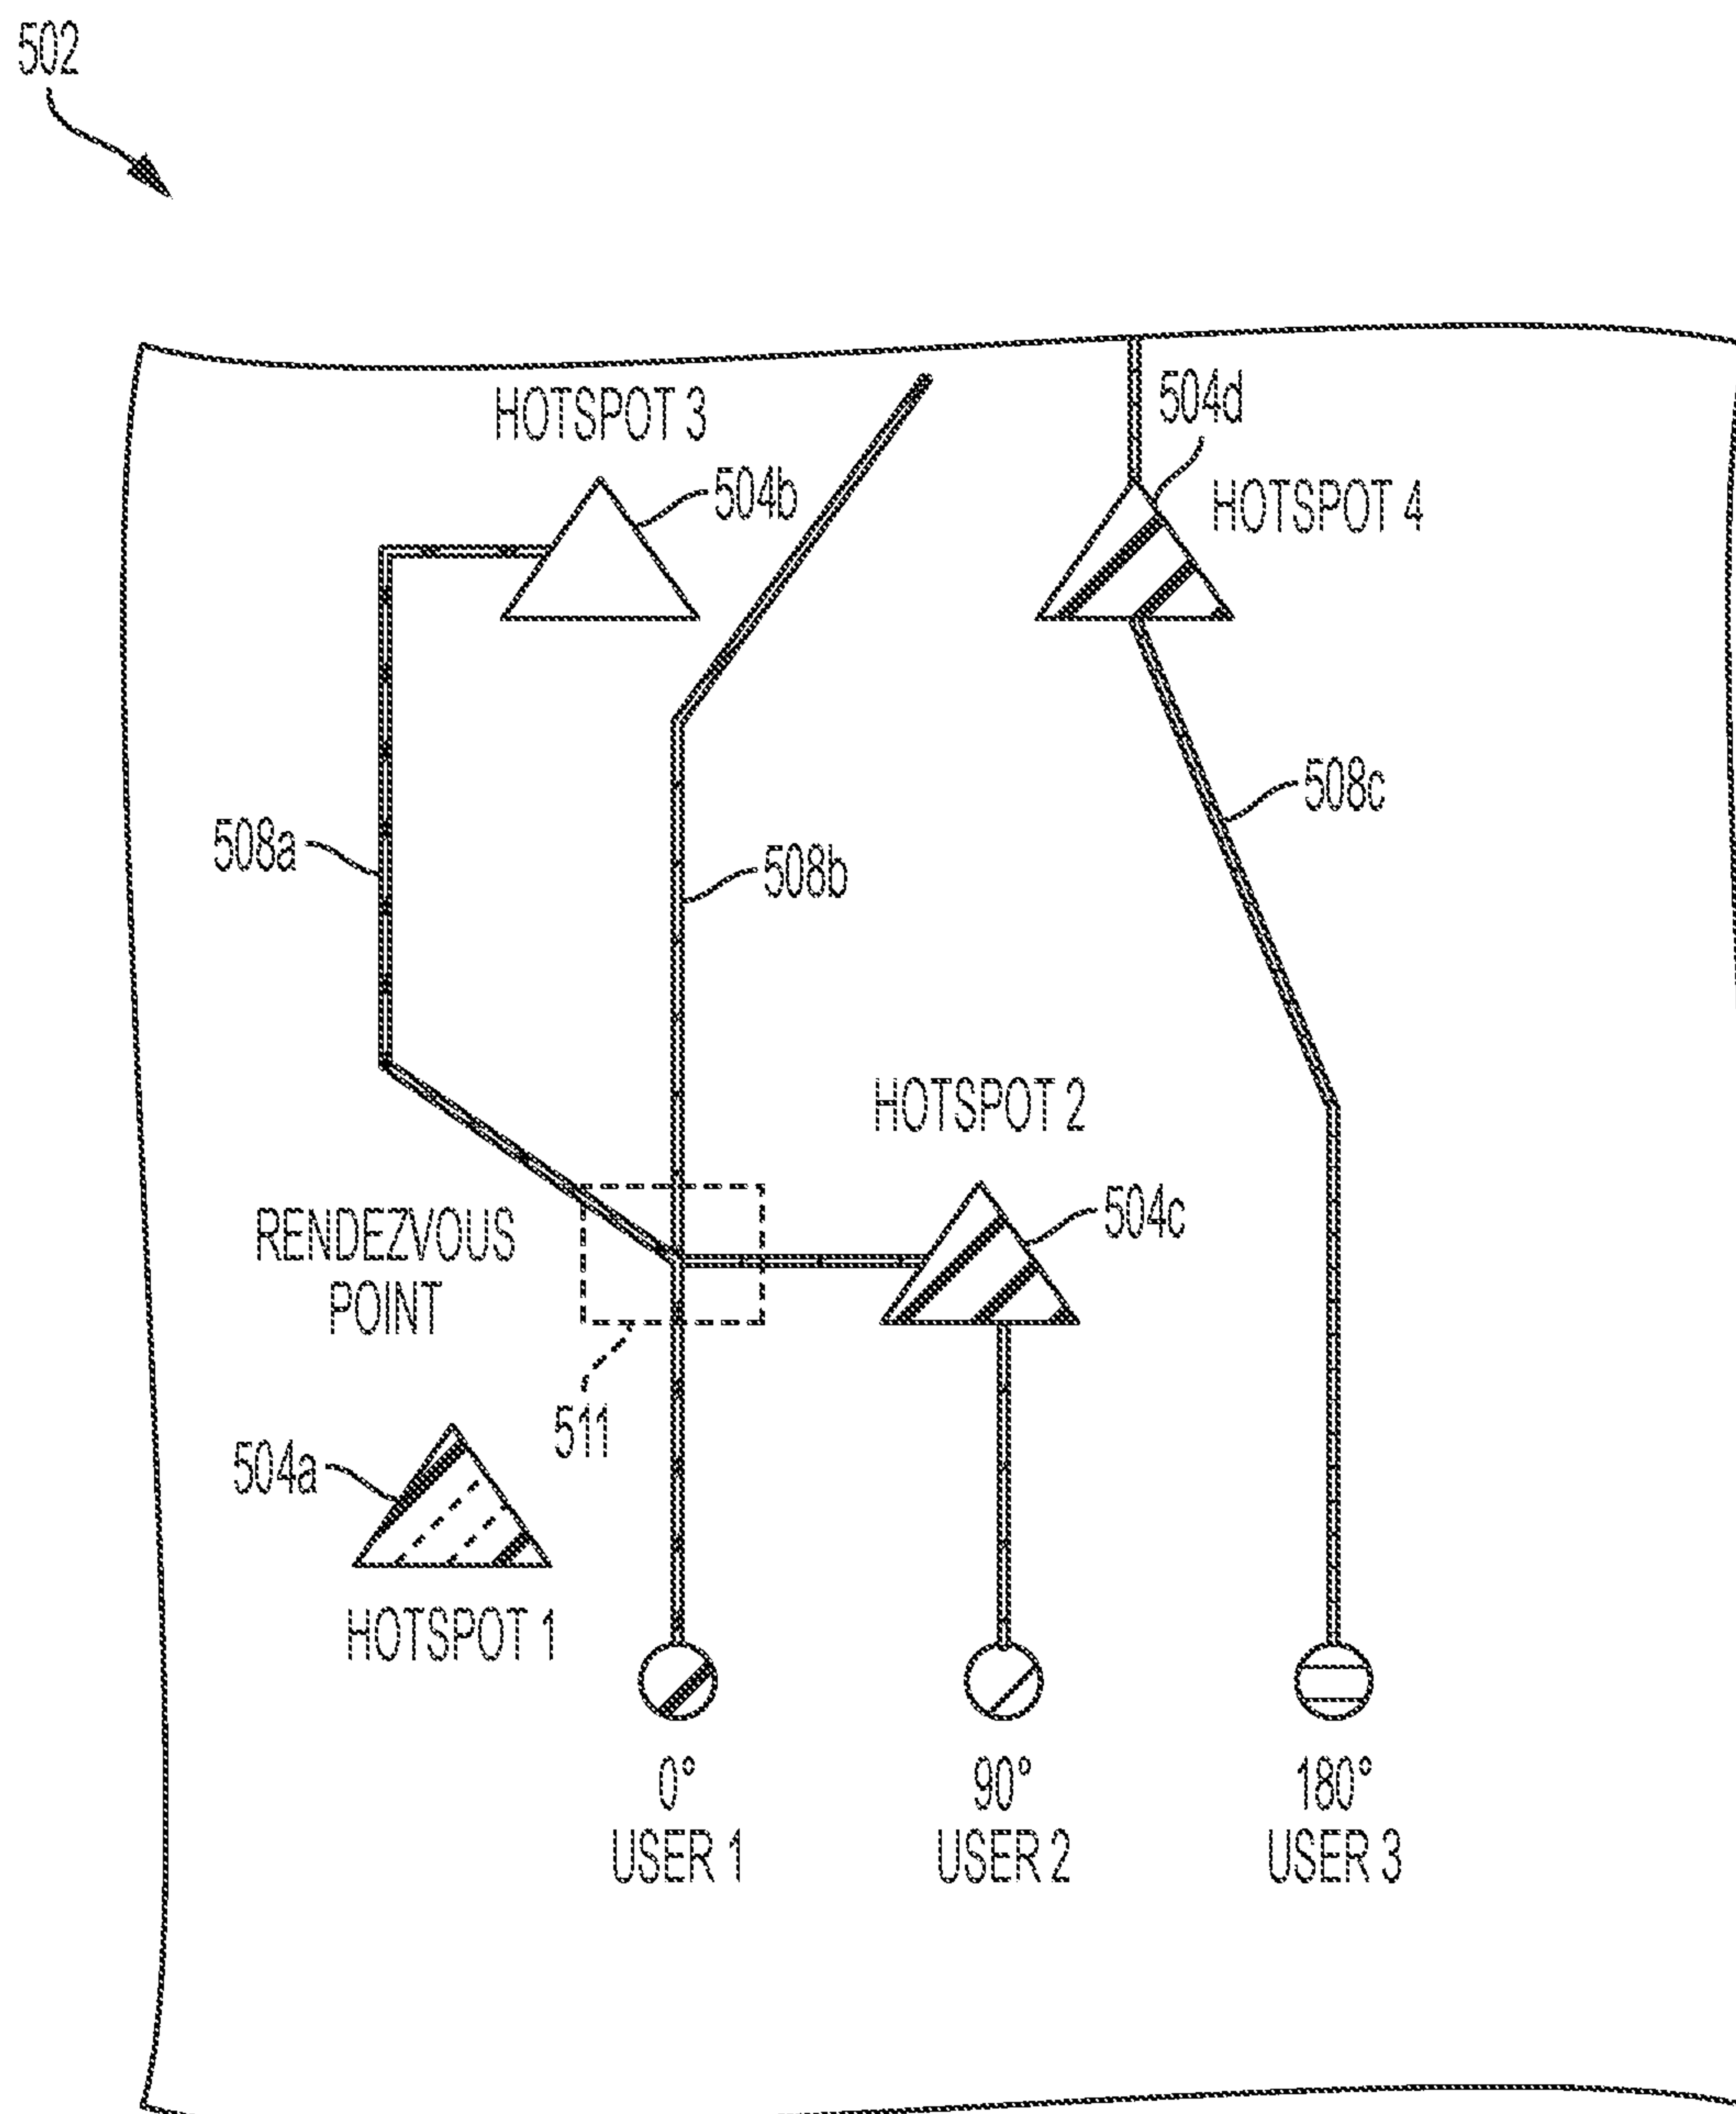 502
HOTSPOT 3
504d
504b
HOTSPOT 4
508a
508b
508c
HOTSPOT 2
504c
RENDEZVOUS
POINT
511
504a
HOTSPOT 1
0°
90°
180°
USER 1
USER 2
USER 3